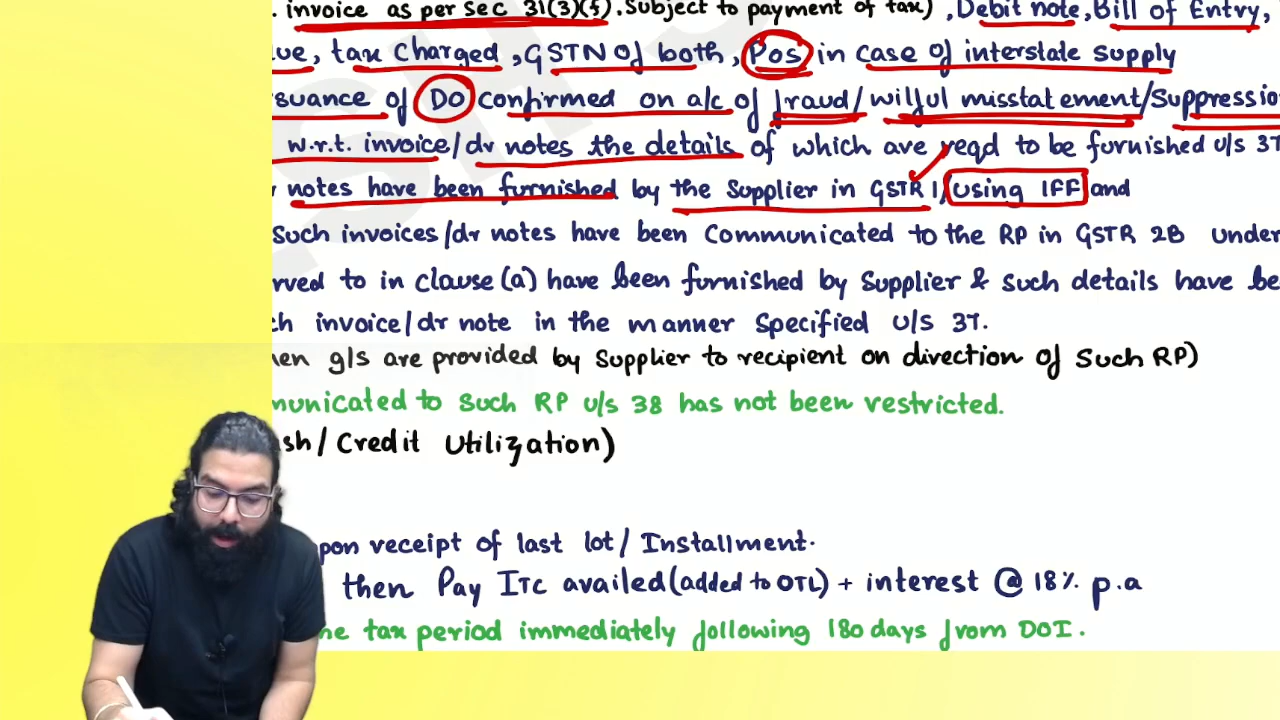 . invoice as per Sec 31(3)(f). Subject to payment of tax) , Debit note, Bill of Entry,
ue, tax Charged , GSTN of both, POS in case of interstate supply
suance of DO confirmed on a/c of fraud/ wilful misstatement/Suppressio
w.r.t. invoice/dr notes the details of which are reqd to be furnished u/s 37
notes have been furnished by the Supplier in GSTR 1/ using IFF and
Such invoices/dr notes have been Communicated to the RP in GSTR 2B under
rved to in clause (a) have been furnished by Supplier & such details have be
ch invoice/dr note in the manner Specified u/s 37.
hen g/s are provided by Supplier to recipient on direction of Such RP)
municated to Such RP u/s 38 has not been restricted.
sh/ Credit Utilization)
pon receipt of last lot/ Installment.
then Pay ITC availed (added to OTL) + interest @ 18% p.a
he tax period immediately following 180 days from DOI.